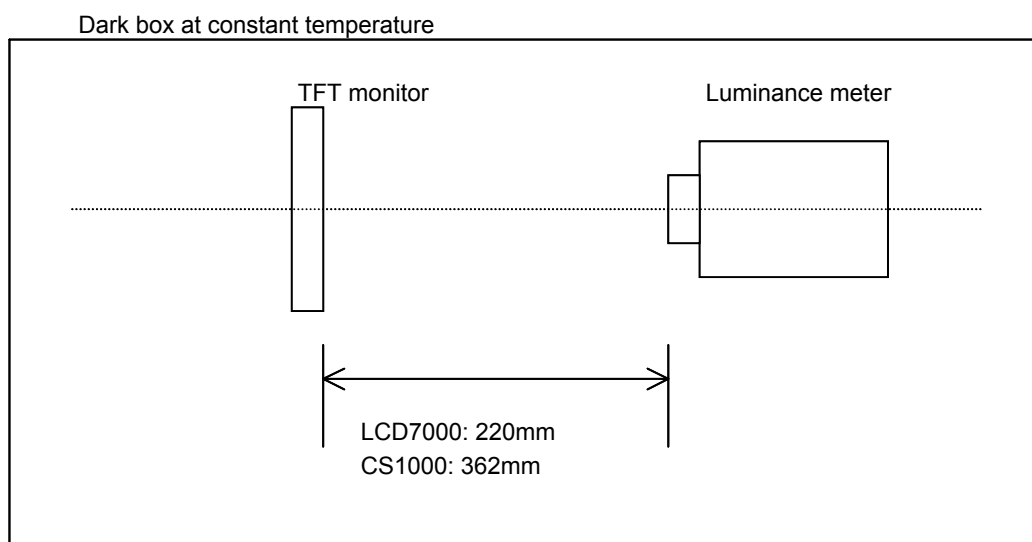 Dark box at constant temperature
TFT monitor
Luminance meter
LCD7000: 220mm
CS1000: 362mm